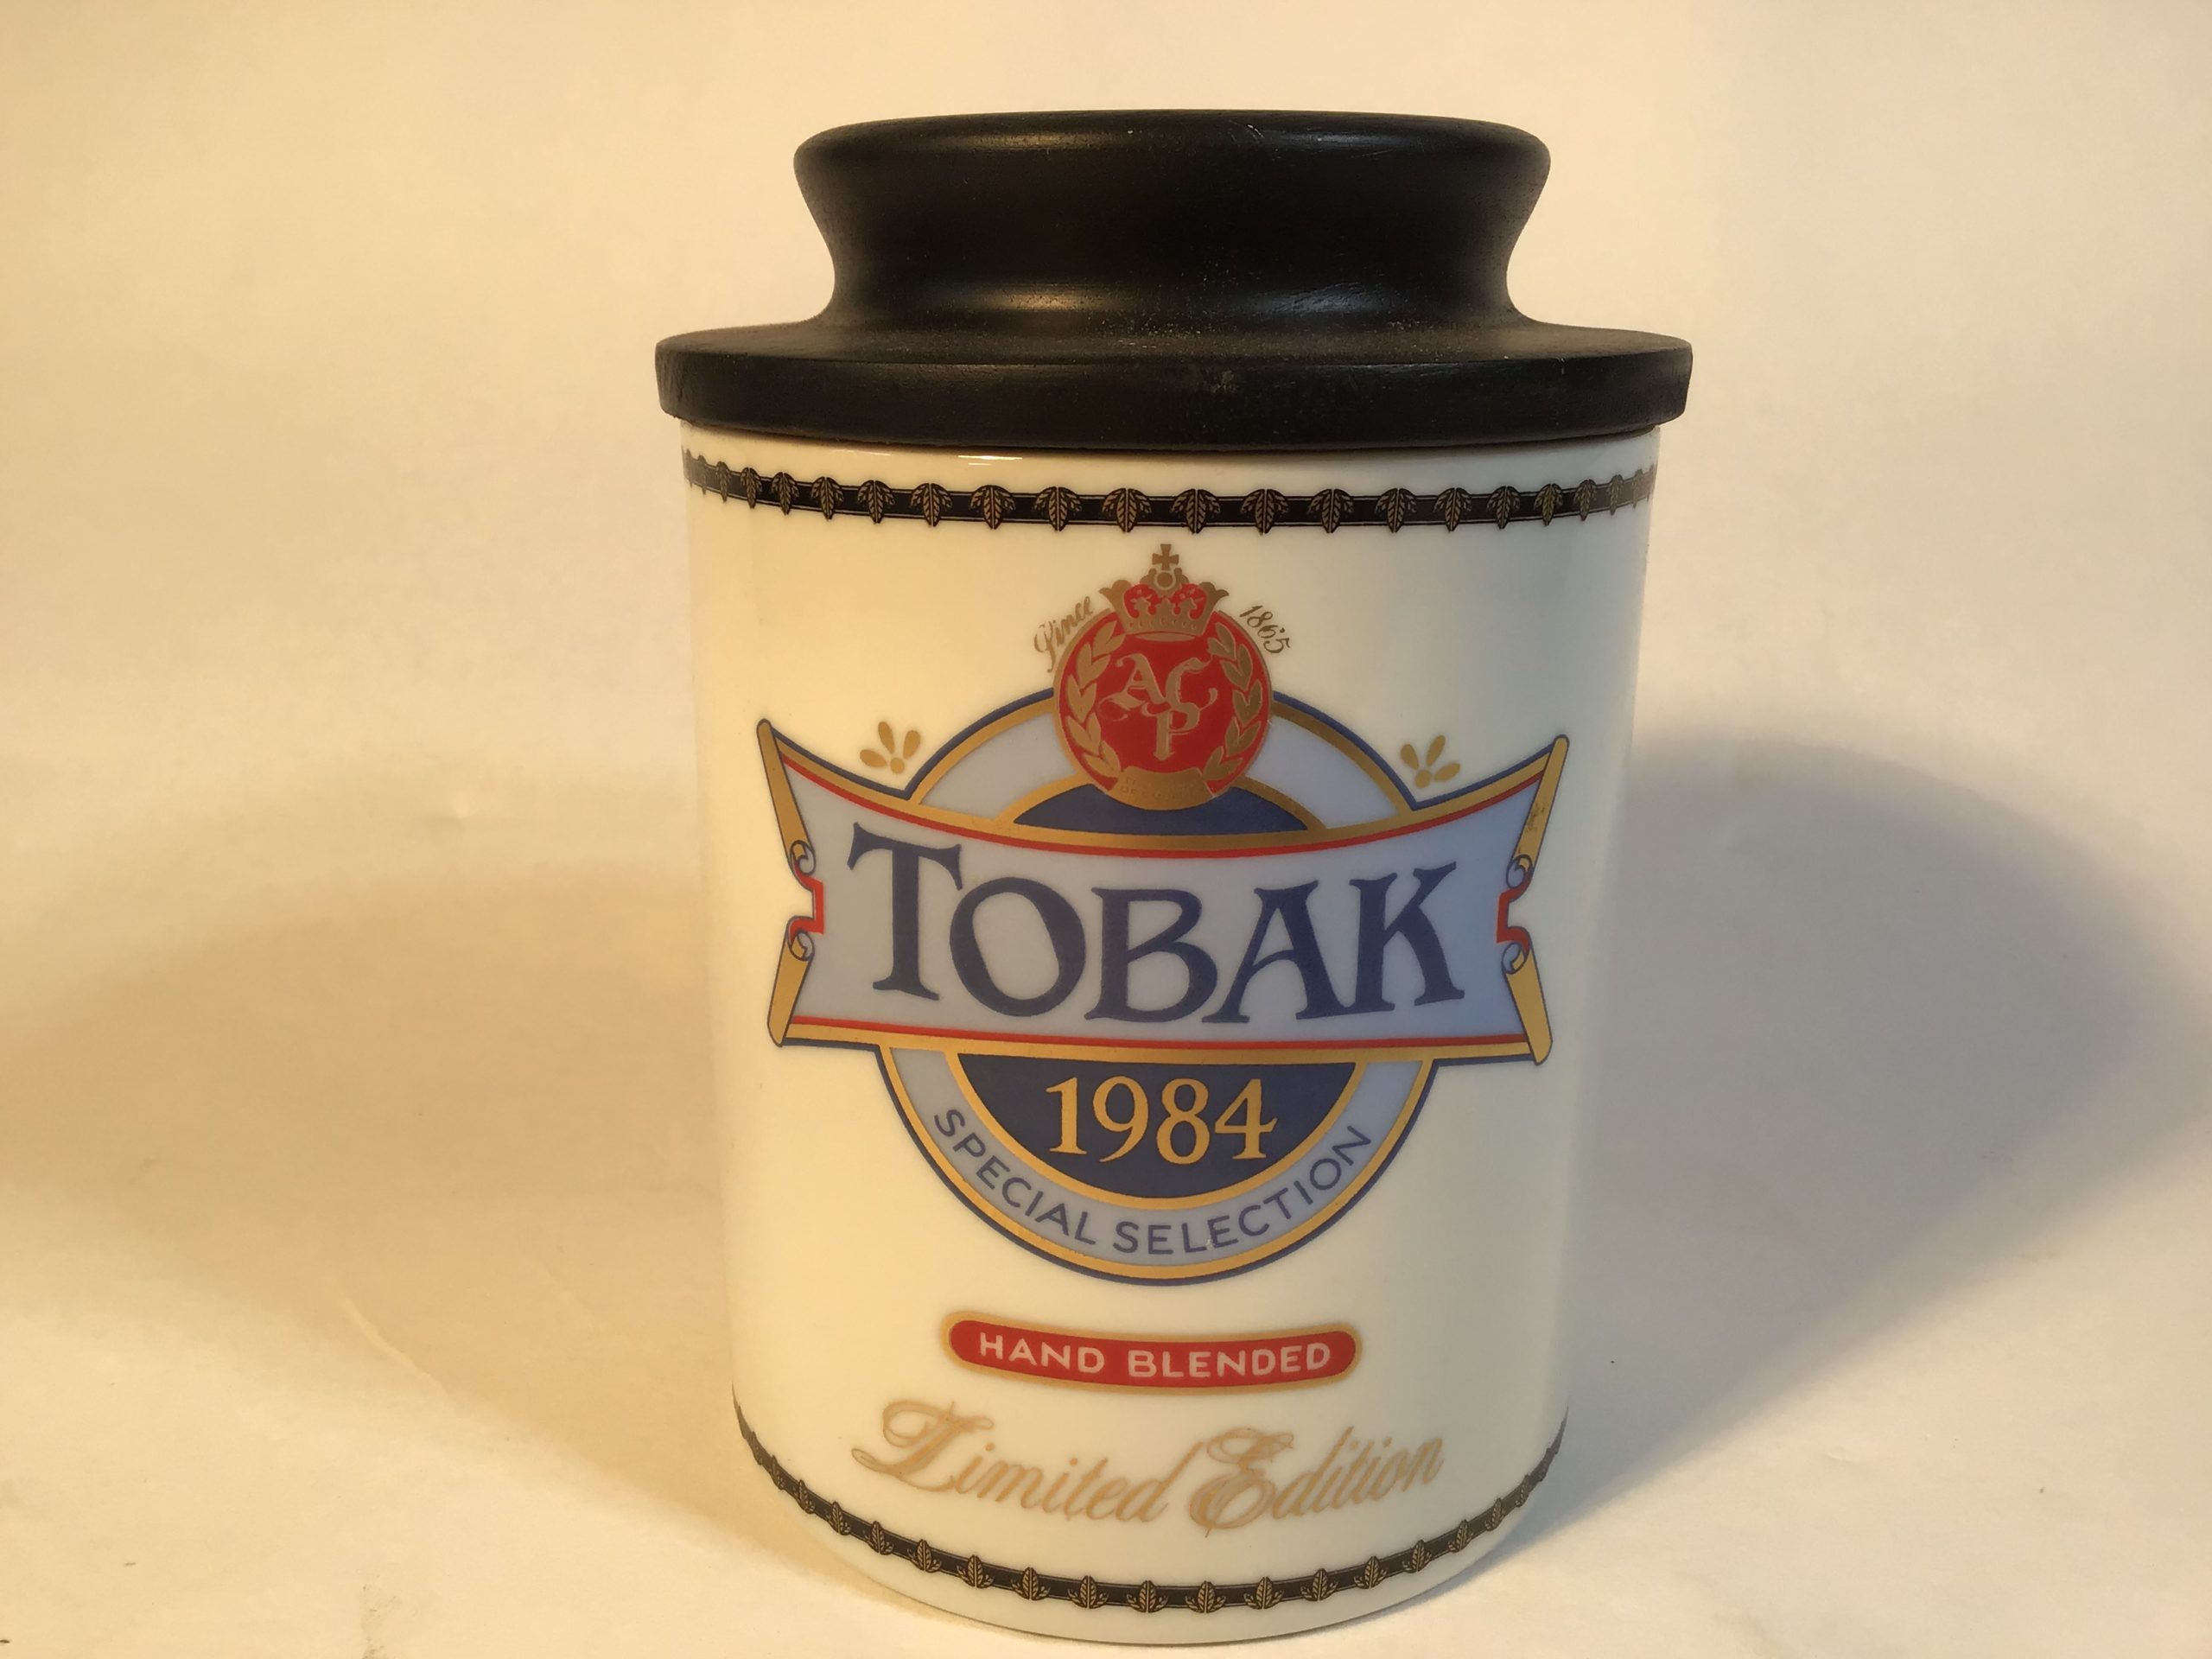 Since 1865
ACP
TOBAK
1984
SPECIAL SELECTION
HAND BLENDED
Limited Edition